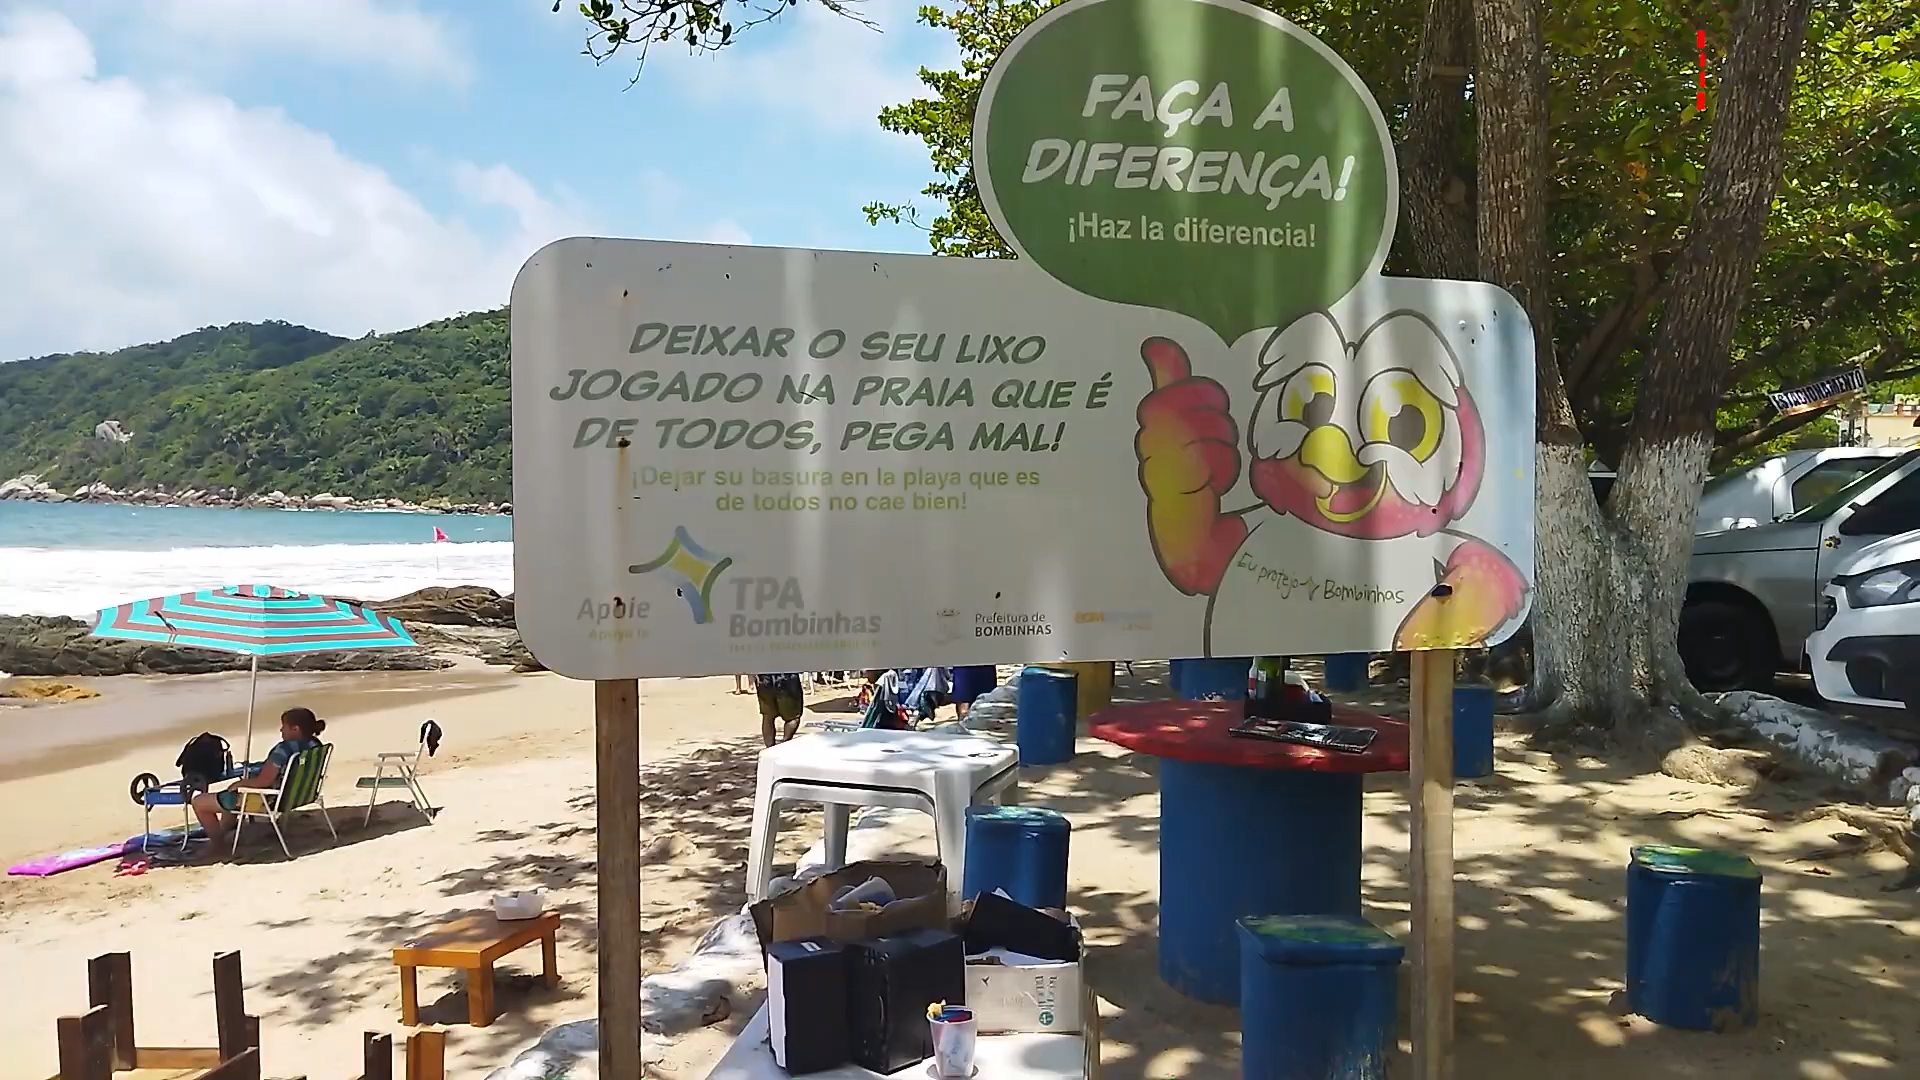 FAÇA A
DIFERENÇA!
¡Haz la diferencia!
DEIXAR O SEU LIXO
JOGADO NA PRAIA QUE É
DE TODOS, PEGA MAL!
¡Dejar su basura en la playa que es
de todos no cae bien!
Eu protejo Bombinhas
Apoie
TPA
Bombinhas
Prefeitura de
BOMBINHAS
ESTACIONAMENTO